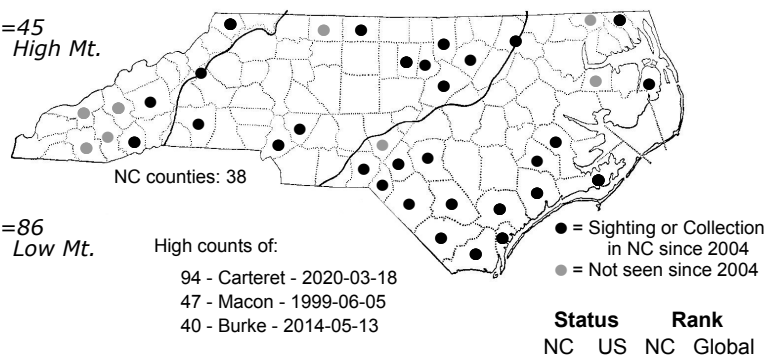 =45
High Mt.
NC counties: 38
=86
Low Mt.
High counts of:
94 - Carteret - 2020-03-18
47 - Macon - 1999-06-05
40 - Burke - 2014-05-13
= Sighting or Collection
in NC since 2004
= Not seen since 2004
Status Rank
NC US NC Global